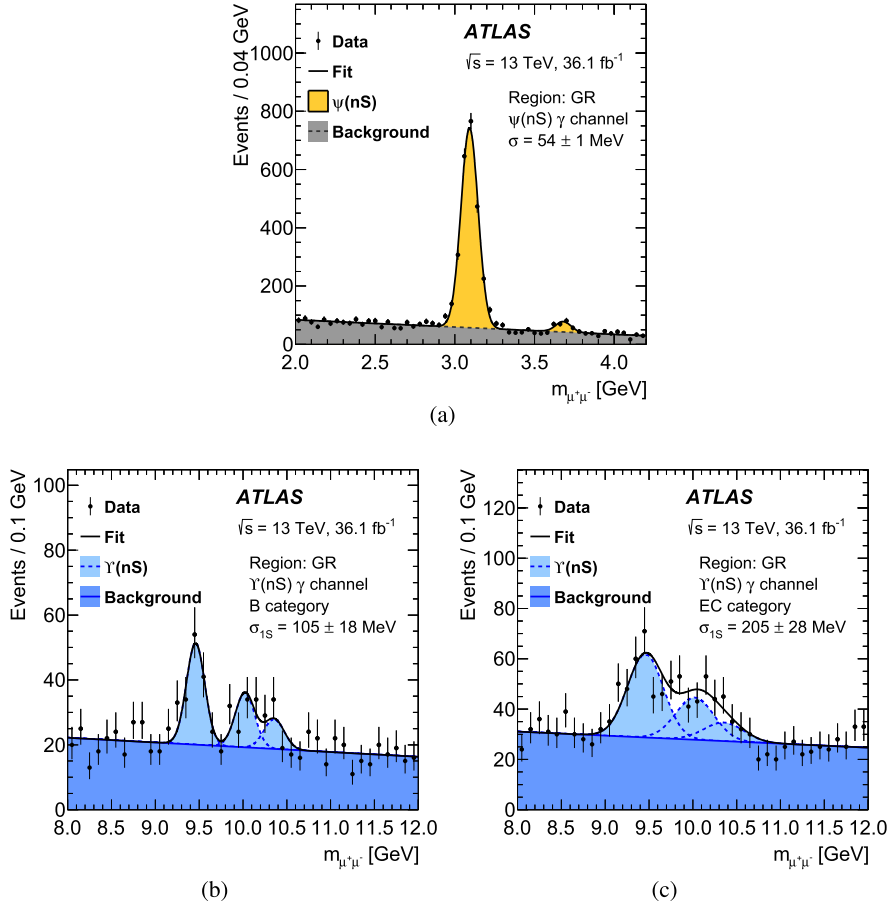 ATLAS
Data
√s = 13 TeV, 36.1 fb⁻¹
Fit
ψ(nS)
Background
Region: GR
ψ(nS) γ channel
σ = 54 ± 1 MeV
Events / 0.04 GeV
1000
800
600
400
200
0
2.0 2.5 3.0 3.5 4.0
mμ⁺μ⁻ [GeV]
(a)
ATLAS
Data
√s = 13 TeV, 36.1 fb⁻¹
Fit
ϒ(nS)
Background
Region: GR
ϒ(nS) γ channel
B category
σ1S = 105 ± 18 MeV
Events / 0.1 GeV
100
80
60
40
20
0
8.0 8.5 9.0 9.5 10.0 10.5 11.0 11.5 12.0
mμ⁺μ⁻ [GeV]
(b)
ATLAS
Data
√s = 13 TeV, 36.1 fb⁻¹
Fit
ϒ(nS)
Background
Region: GR
ϒ(nS) γ channel
EC category
σ1S = 205 ± 28 MeV
Events / 0.1 GeV
120
100
80
60
40
20
0
8.0 8.5 9.0 9.5 10.0 10.5 11.0 11.5 12.0
mμ⁺μ⁻ [GeV]
(c)